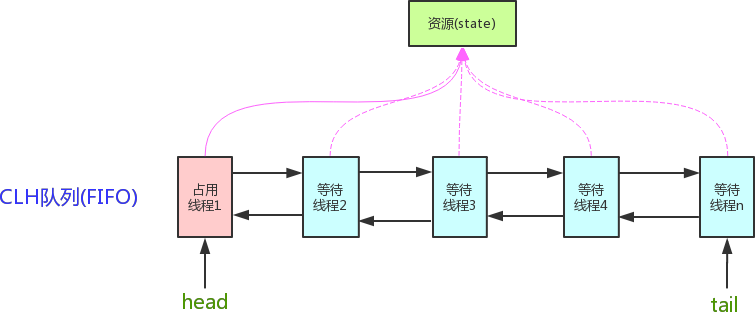 资源(state)
CLH队列(FIFO)
占用
线程1
等待
线程2
等待
线程3
等待
线程4
等待
线程n
head
tail